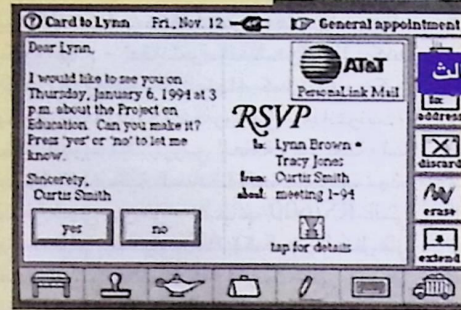 Card to Lynn Fri., Nov. 12 General appointment
Dear Lynn,
I would like to see you on
Thursday, January 6, 1994 at 3
p.m. about the Project on
Education. Can you make it?
Press 'yes' or 'no' to let me
know.
Sincerely,
Curtis Smith
yes no
AT&T
PersonaLink Mail
RSVP
to: Lynn Brown •
Tracy Jones
from: Curtis Smith
about: meeting 1-94
tap for details
لث
address
discard
erase
extend